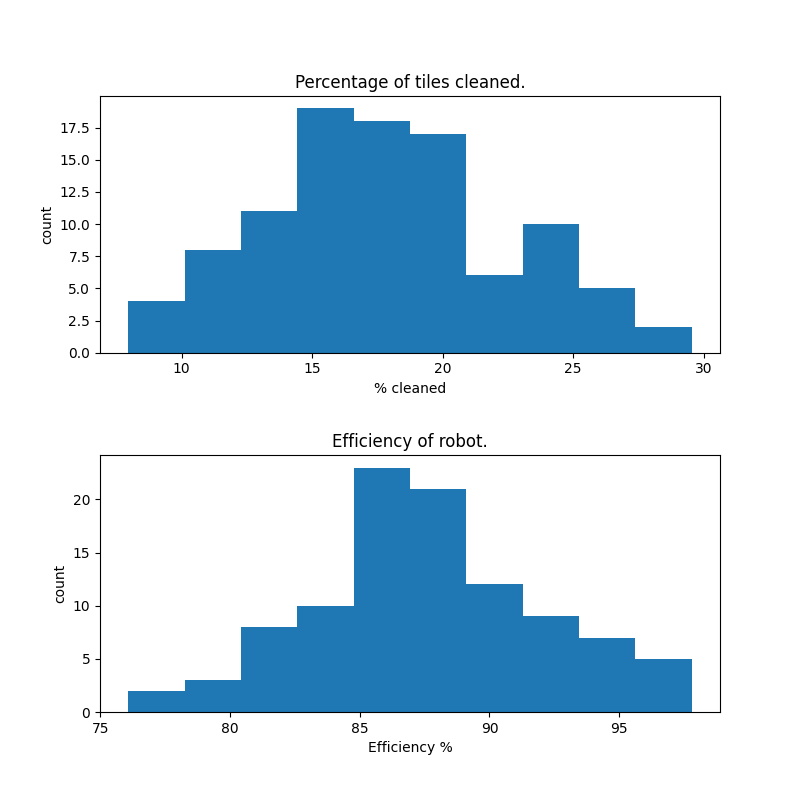 Percentage of tiles cleaned.
17.5
15.0
12.5
10.0
7.5
5.0
2.5
0.0
count
10 15 20 25 30
% cleaned
Efficiency of robot.
20
15
10
5
0
count
75 80 85 90 95
Efficiency %